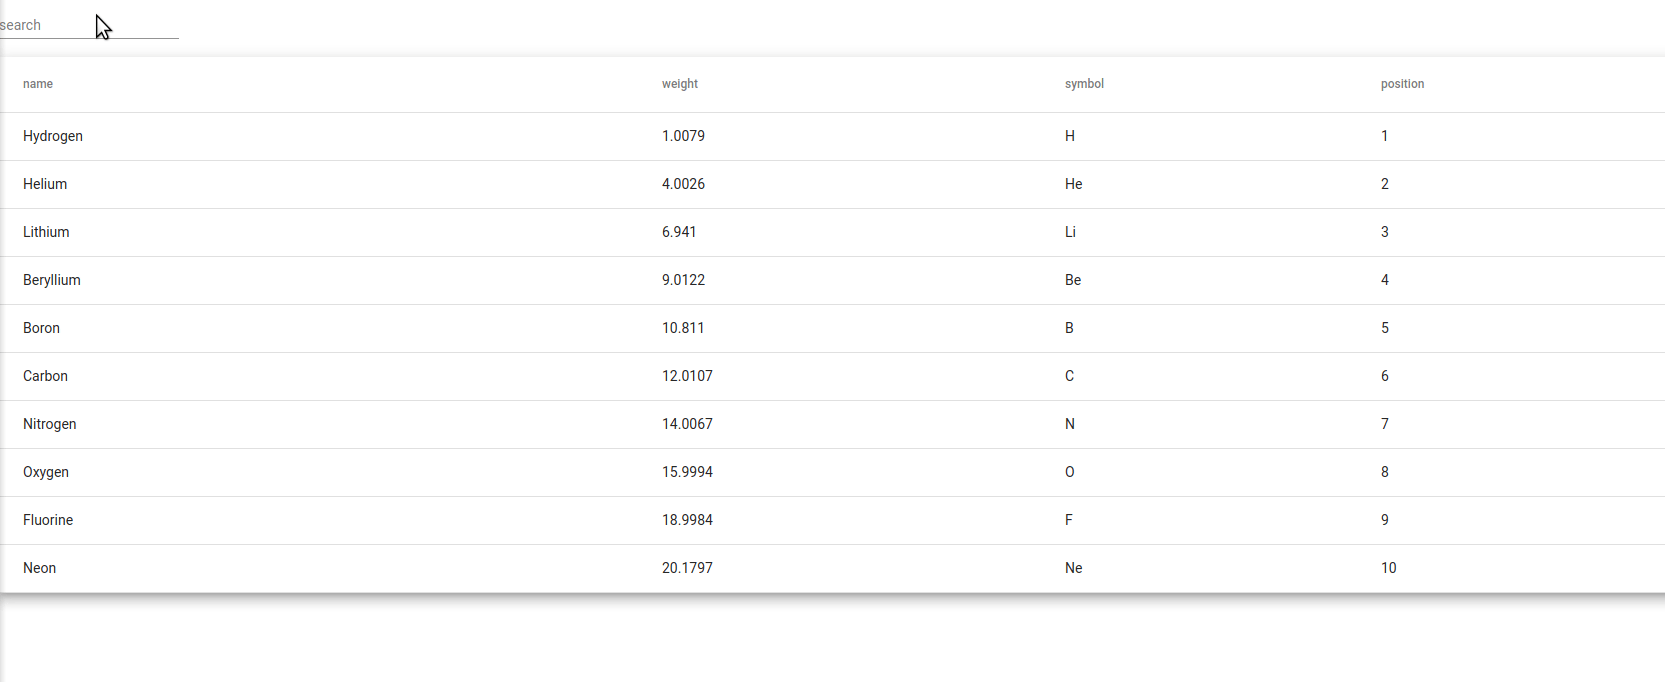 search
name weight symbol position
Hydrogen 1.0079 H 1
Helium 4.0026 He 2
Lithium 6.941 Li 3
Beryllium 9.0122 Be 4
Boron 10.811 B 5
Carbon 12.0107 C 6
Nitrogen 14.0067 N 7
Oxygen 15.9994 O 8
Fluorine 18.9984 F 9
Neon 20.1797 Ne 10